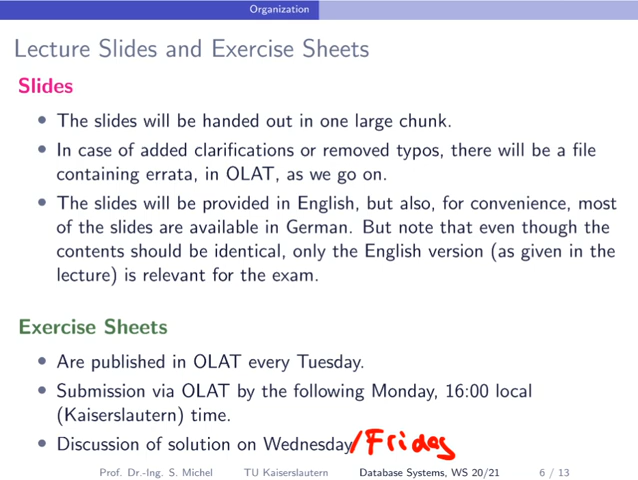 Organization
Lecture Slides and Exercise Sheets
Slides
• The slides will be handed out in one large chunk.
• In case of added clarifications or removed typos, there will be a file
containing errata, in OLAT, as we go on.
• The slides will be provided in English, but also, for convenience, most
of the slides are available in German. But note that even though the
contents should be identical, only the English version (as given in the
lecture) is relevant for the exam.
Exercise Sheets
• Are published in OLAT every Tuesday.
• Submission via OLAT by the following Monday, 16:00 local
(Kaiserslautern) time.
• Discussion of solution on Wednesday/Friday
Prof. Dr.-Ing. S. Michel TU Kaiserslautern Database Systems, WS 20/21 6 / 13